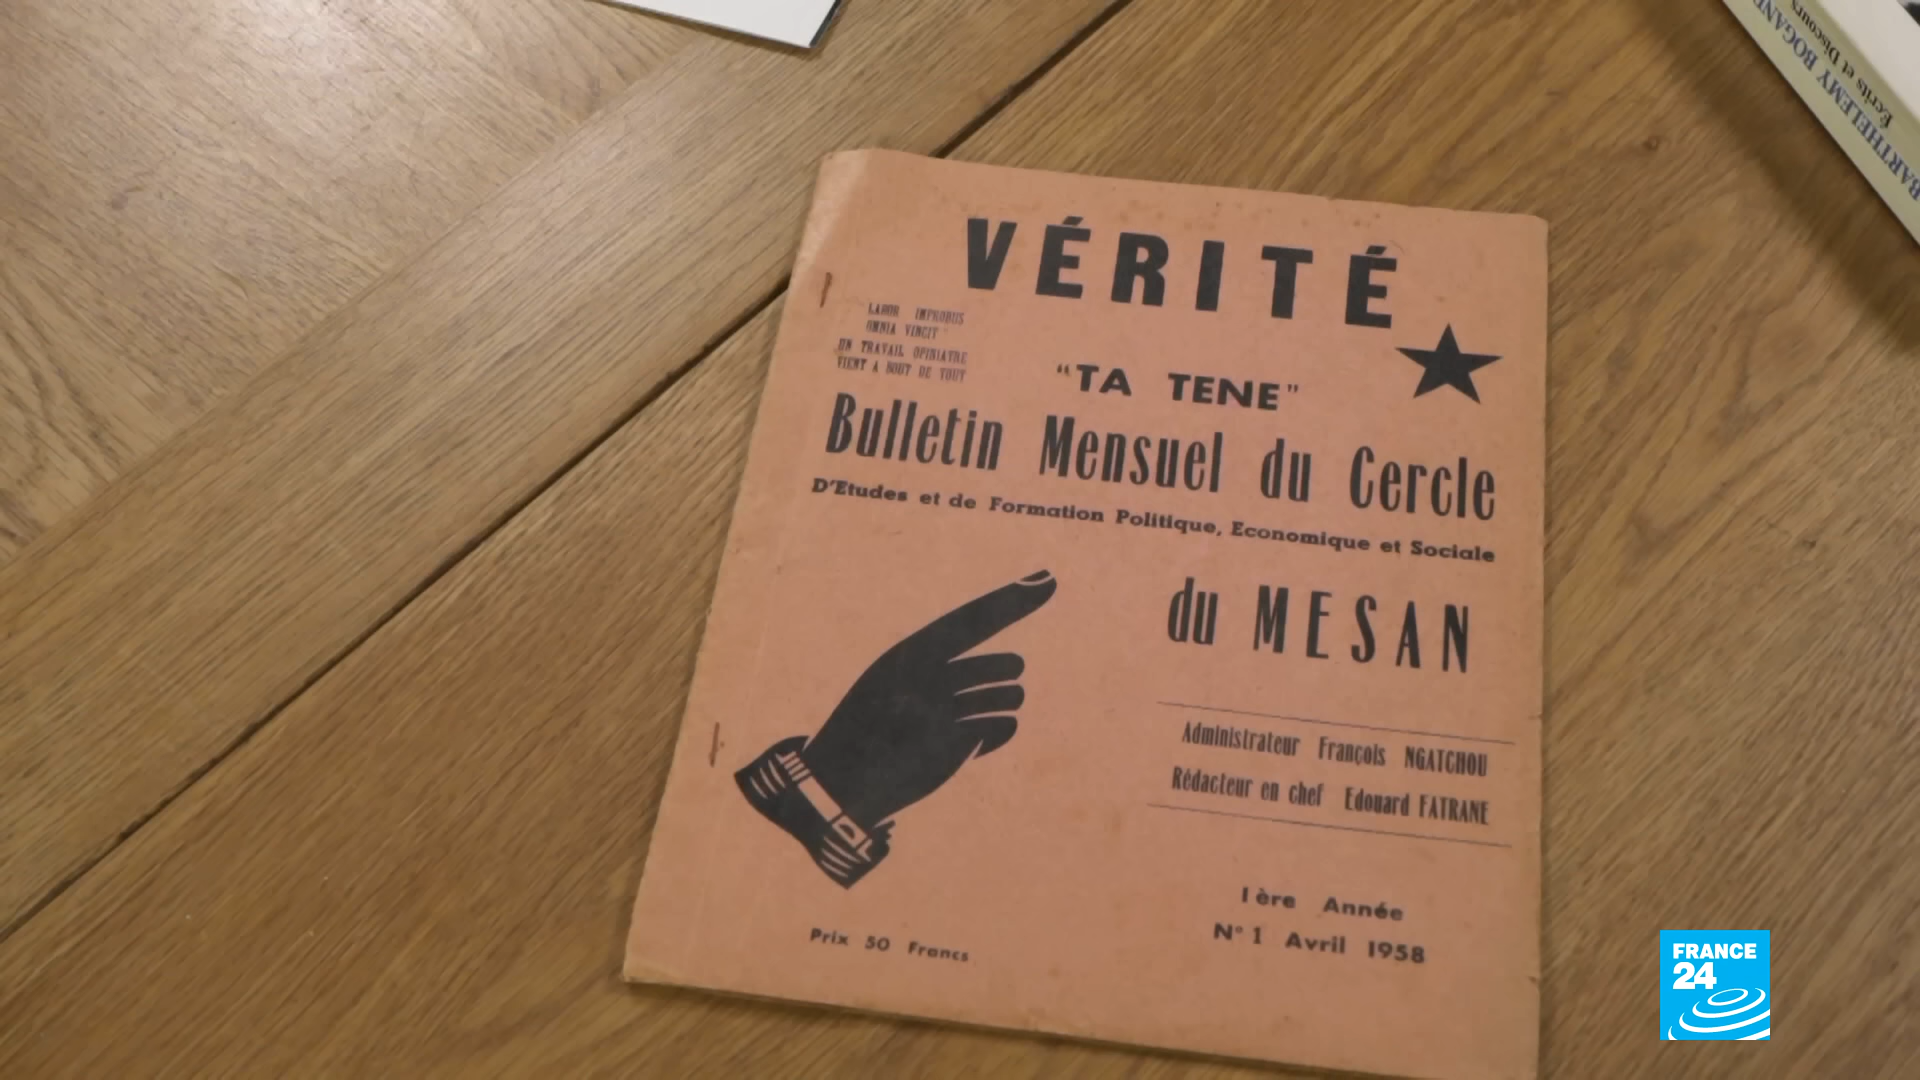 BARTHELEMY BOGAND
Écrits et Discours
VÉRITÉ
LABOR IMPROBUS
OMNIA VINCIT
UN TRAVAIL OPINIATRE
VIENT A BOUT DE TOUT
"TA TENE"
Bulletin Mensuel du Cercle
D'Etudes et de Formation Politique, Economique et Sociale
du MESAN
Administrateur François NGATCHOU
Rédacteur en chef Edouard FATRANE
1ère Année
N° 1 Avril 1958
Prix 50 Francs
FRANCE
24